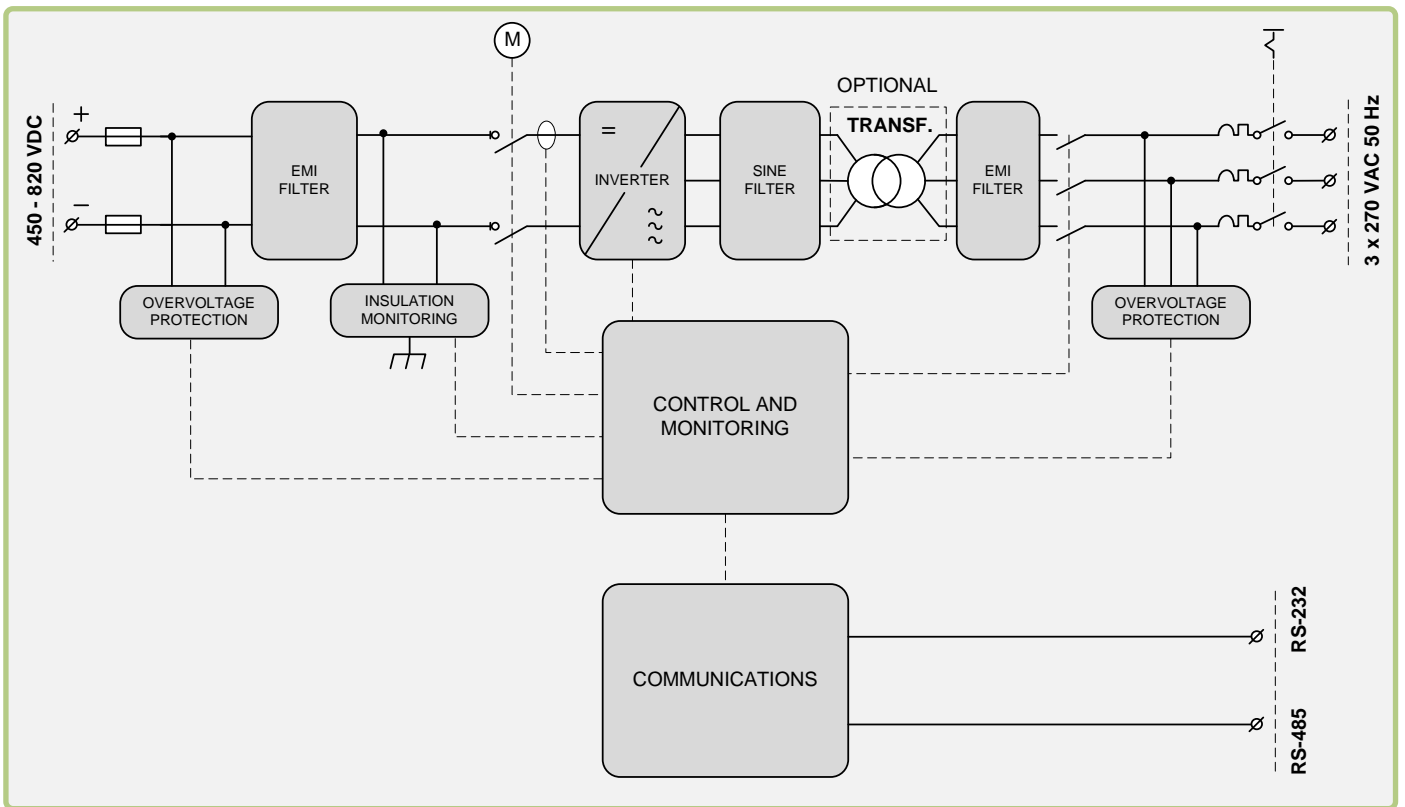 M
OPTIONAL
450 - 820 VDC
+
−
EMI
FILTER
=
INVERTER
~
~
~
SINE
FILTER
TRANSF.
EMI
FILTER
3 x 270 VAC 50 Hz
OVERVOLTAGE
PROTECTION
INSULATION
MONITORING
OVERVOLTAGE
PROTECTION
CONTROL AND
MONITORING
COMMUNICATIONS
RS-232
RS-485